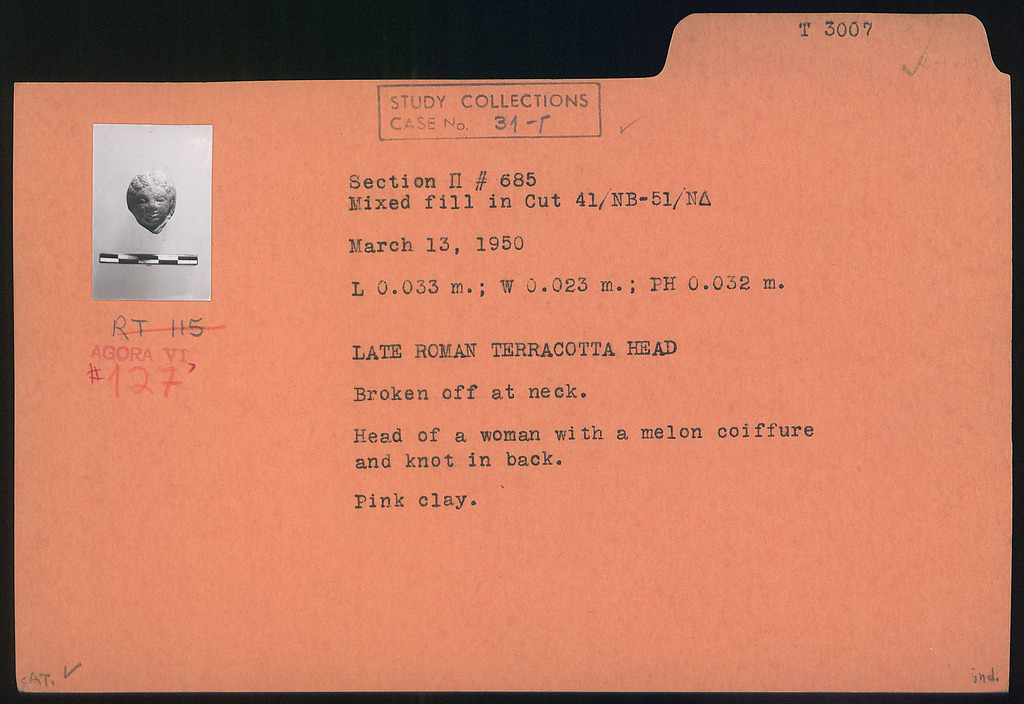 T 3007
STUDY COLLECTIONS
CASE No. 31-T
Section Π # 685
Mixed fill in Cut 41/NB-51/NΔ
March 13, 1950
L 0.033 m.; W 0.023 m.; PH 0.032 m.
RT 115
AGORA VI,
#127
LATE ROMAN TERRACOTTA HEAD
Broken off at neck.
Head of a woman with a melon coiffure
and knot in back.
Pink clay.
CAT. ✓
ind.